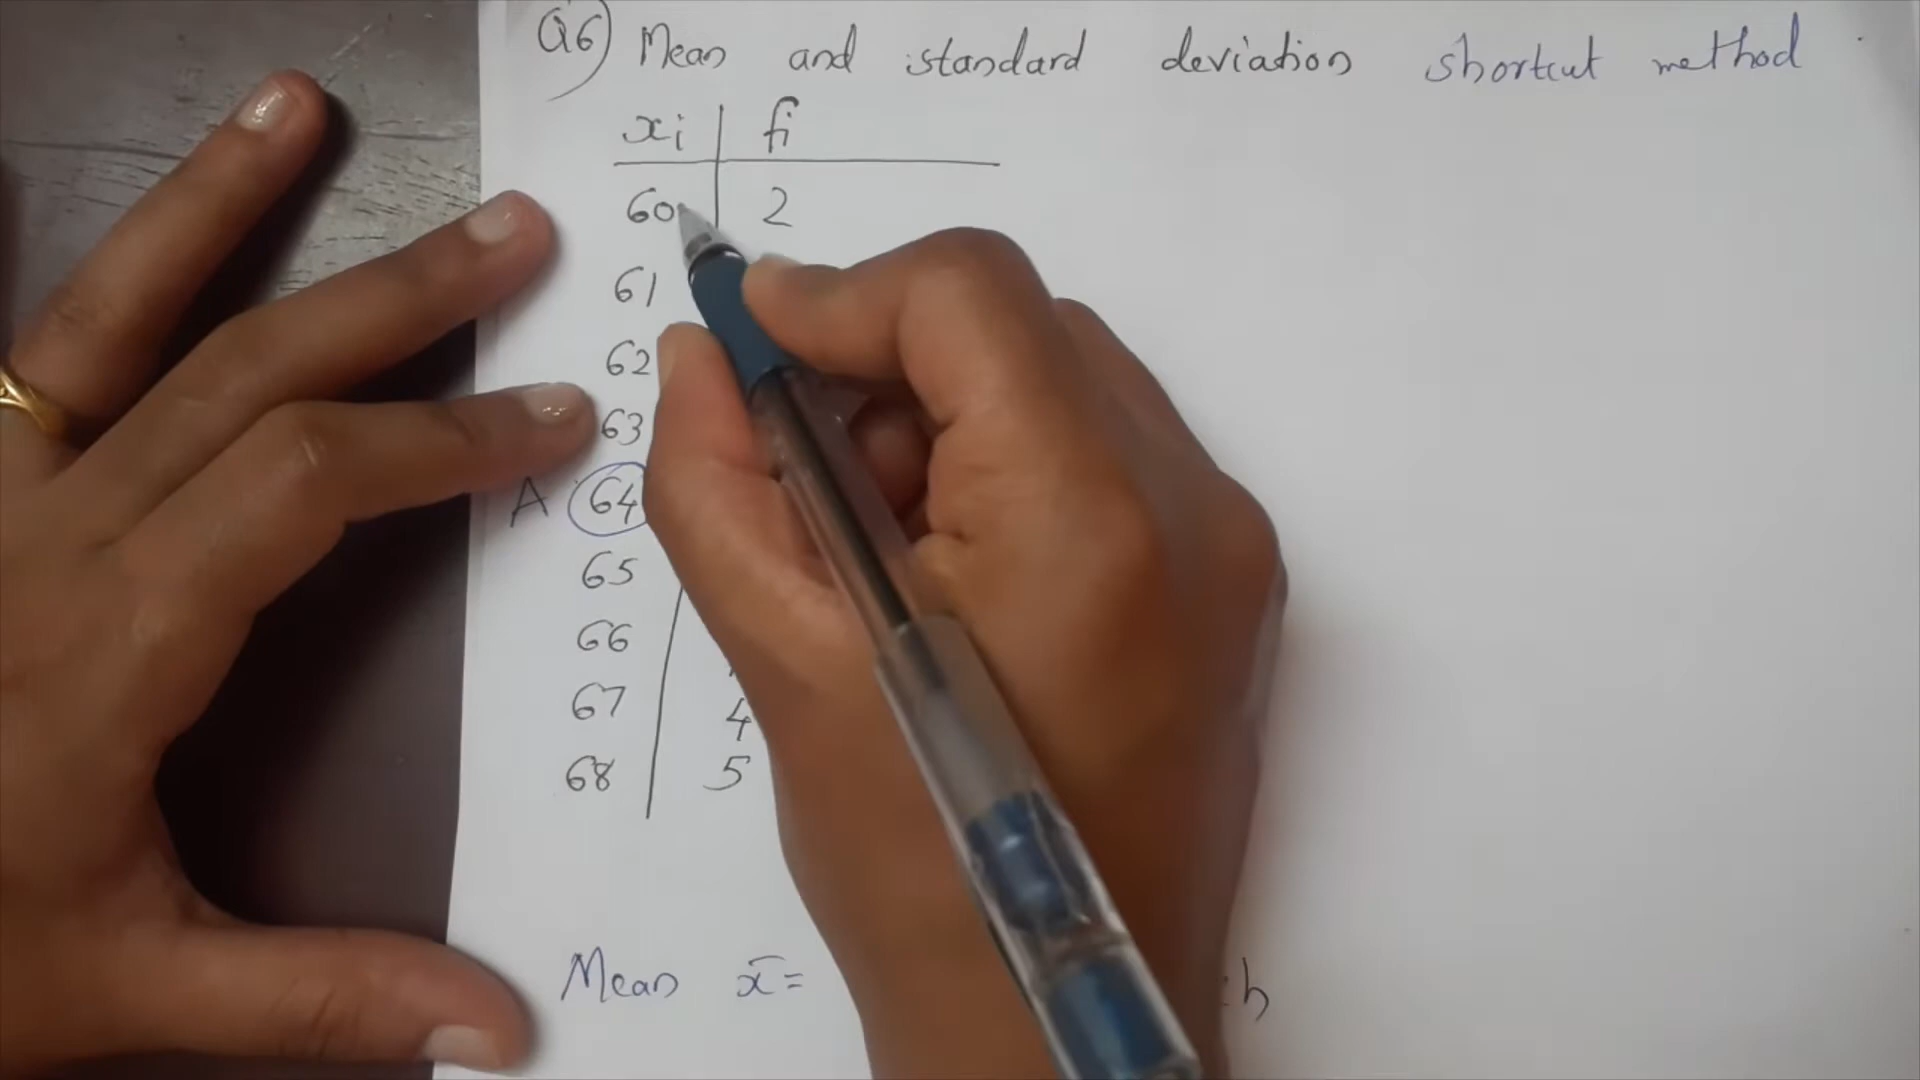 Q6) Mean and standard deviation shortcut method
xi fi
60 2
61
62
63
A 64
65
66
67 4
68 5
Mean x̄ = h